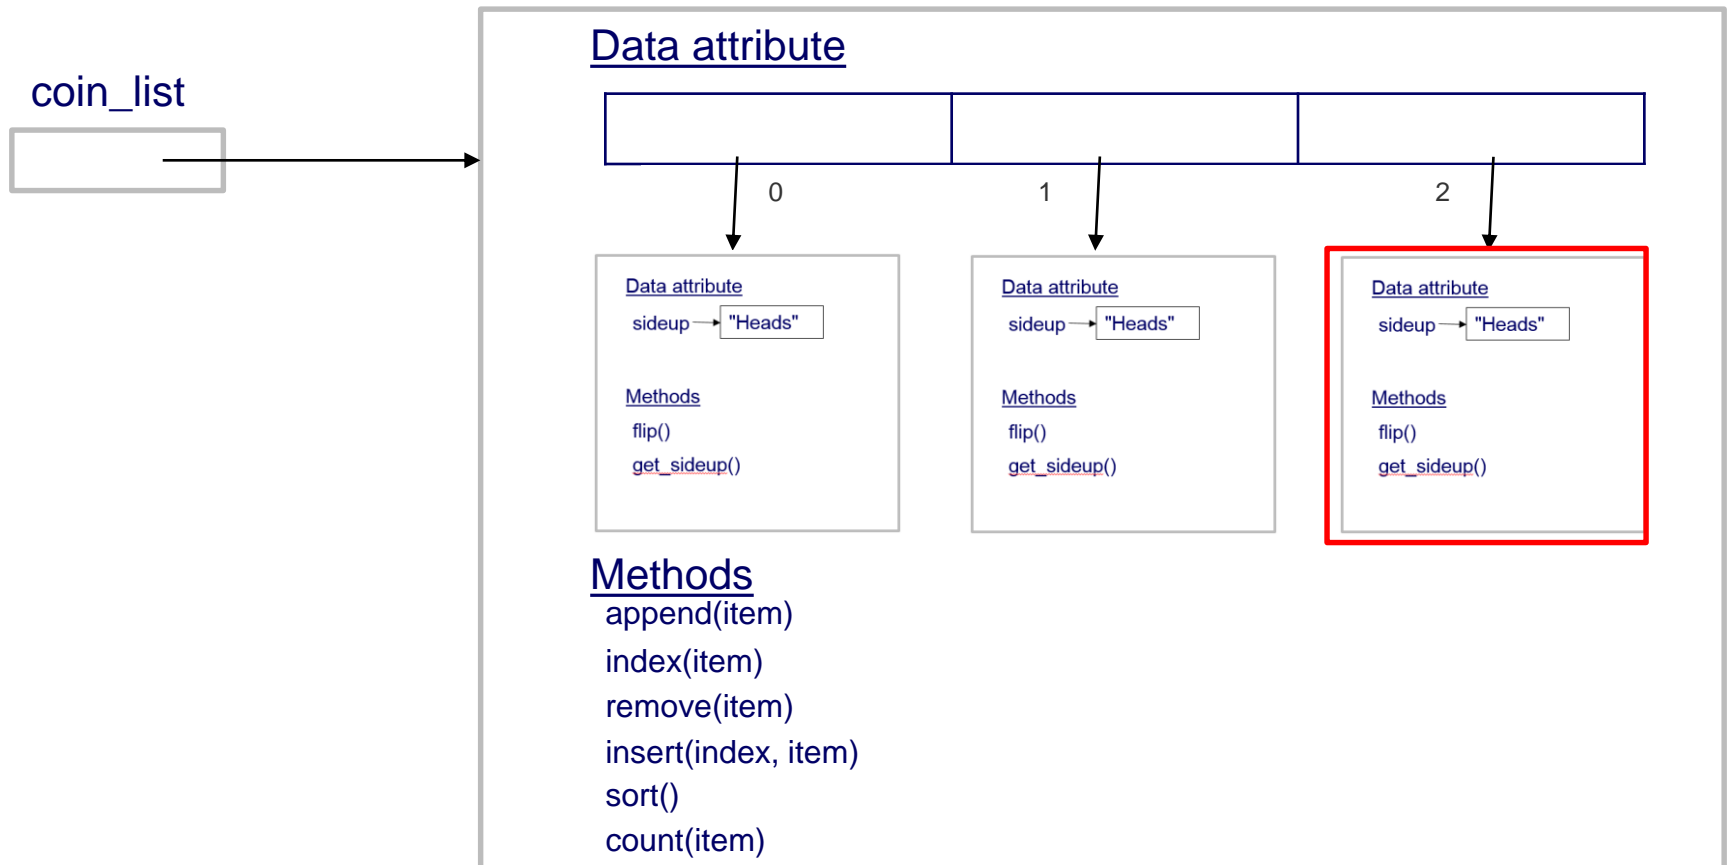 Data attribute
coin_list
0 1 2
Data attribute Data attribute Data attribute
sideup "Heads" sideup "Heads" sideup "Heads"
Methods Methods Methods
flip() flip() flip()
get_sideup() get_sideup() get_sideup()
Methods
append(item)
index(item)
remove(item)
insert(index, item)
sort()
count(item)